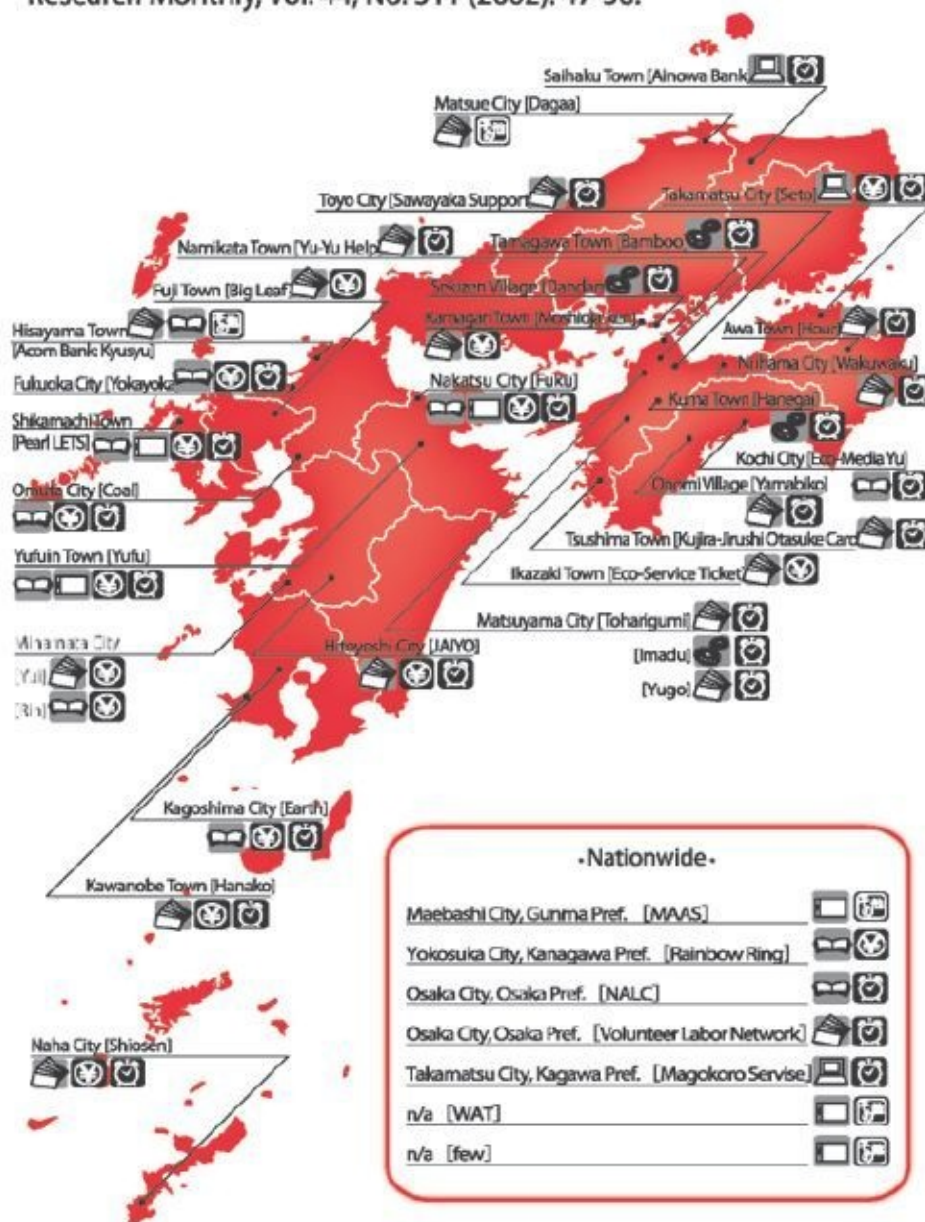 Research Monthly, Vol. 44, No. 511 (2002): 47-56.
Saihaku Town [Ainowa Bank
Matsue City [Dagaa]
Toyo City [Sawayaka Support
Takamatsu City [Seto]
Namikata Town [Yu-Yu Help
Tamagawa Town [Bamboo
Fuji Town [Big Leaf]
Sekizen Village [Dandan
Kamagari Town
Hisayama Town
[Acorn Bank Kyusyu]
Awa Town [Hour]
Niihama City [Wakuwaku]
Fukuoka City [Yokayoka
Nakatsu City [Fuku]
Kuma Town [Hanegai]
Shikamachi Town
[Pearl LETS]
Kochi City [Eco-Media Yu]
Omuta City [Coal]
Onomi Village [Yamabiko]
Tsushima Town [Kujira-Jirushi Otasuke Card
Yufuin Town [Yufu]
Ikazaki Town [Eco-Service Ticket
Matsuyama City [Toharigumi]
[Imadu]
[Yugo]
Minamata City
[Yui]
[Rin]
Hitoyoshi City [JAIYO]
Kagoshima City [Earth]
Kawanobe Town [Hanako]
Naha City [Shiosen]
•Nationwide•
Maebashi City, Gunma Pref. [MAAS]
Yokosuka City, Kanagawa Pref. [Rainbow Ring]
Osaka City, Osaka Pref. [NALC]
Osaka City, Osaka Pref. [Volunteer Labor Network]
Takamatsu City, Kagawa Pref. [Magokoro Servise]
n/a [WAT]
n/a [few]